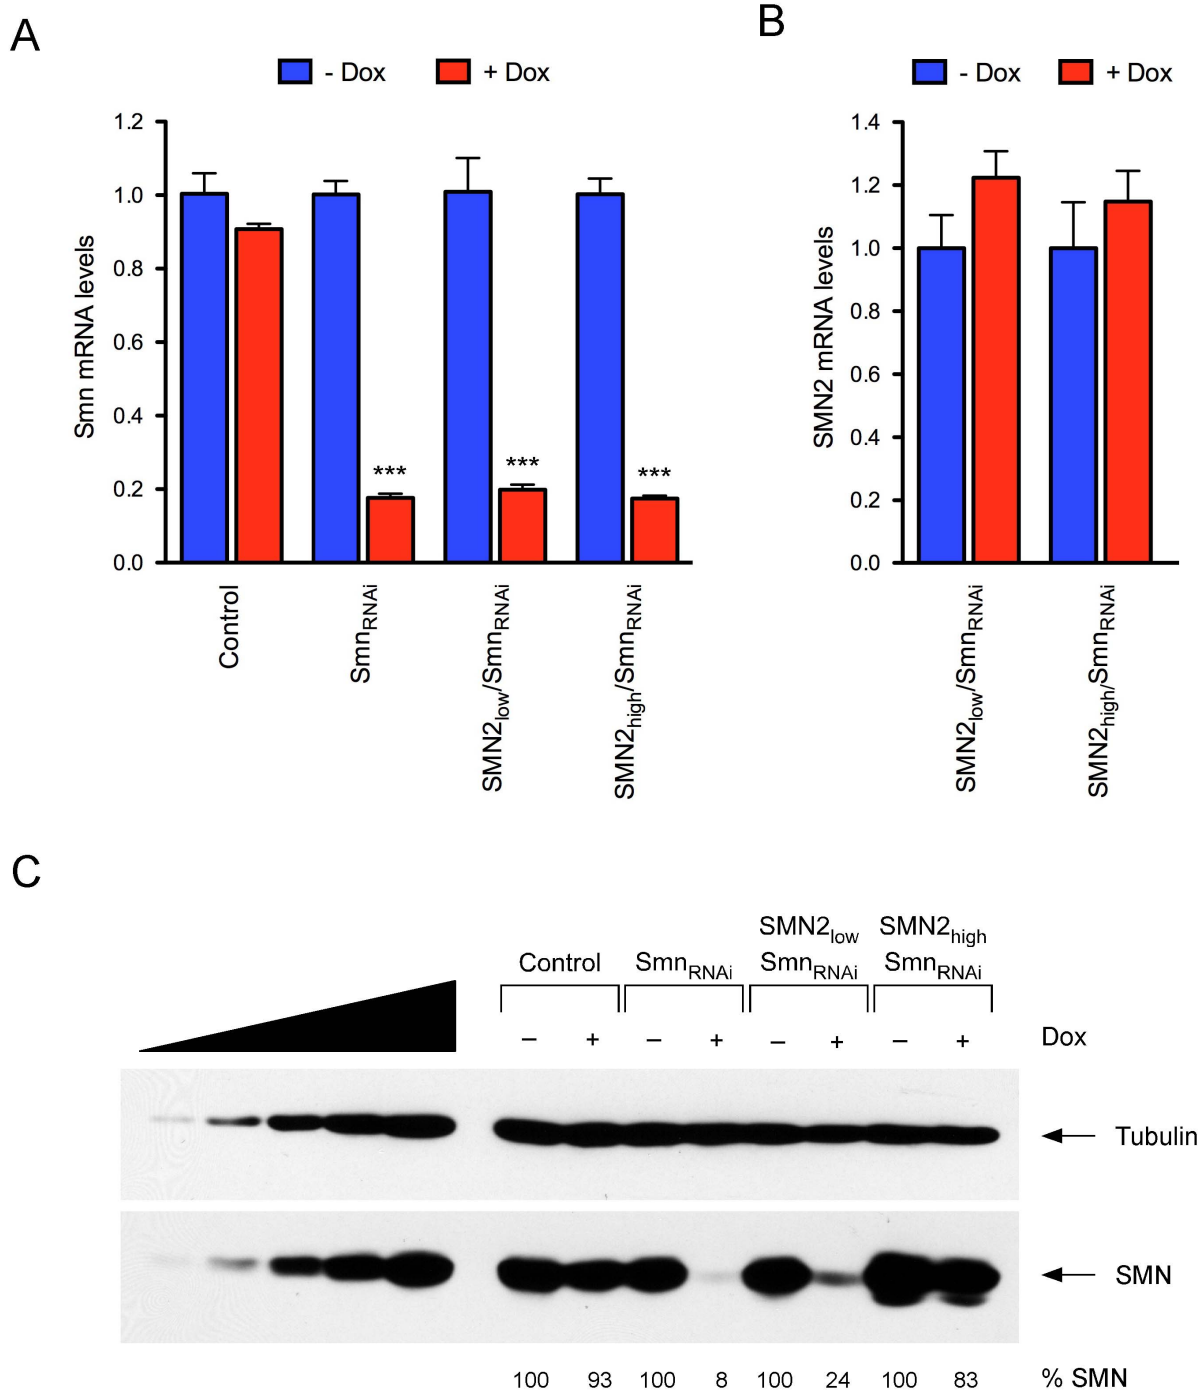 A
- Dox
+ Dox
1.2
1.0
0.8
0.6
0.4
0.2
0.0
Smn mRNA levels
***
***
***
Control
SmnRNAi
SMN2low/SmnRNAi
SMN2high/SmnRNAi
B
- Dox
+ Dox
1.4
1.2
1.0
0.8
0.6
0.4
0.2
0.0
SMN2 mRNA levels
SMN2low/SmnRNAi
SMN2high/SmnRNAi
C
Control
SmnRNAi
SMN2low
SmnRNAi
SMN2high
SmnRNAi
– + – + – + – + Dox
Tubulin
SMN
100 93 100 8 100 24 100 83 % SMN